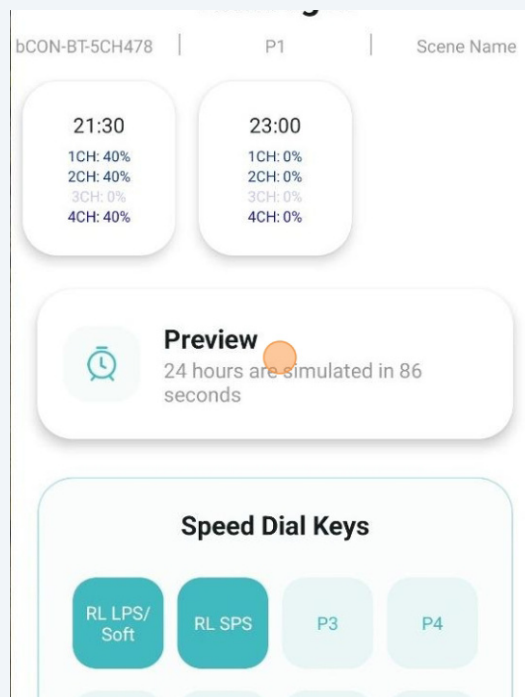 bCON-BT-5CH478 | P1 | Scene Name
21:30
1CH: 40%
2CH: 40%
3CH: 0%
4CH: 40%
23:00
1CH: 0%
2CH: 0%
3CH: 0%
4CH: 0%
Preview
24 hours are simulated in 86
seconds
Speed Dial Keys
RL LPS/
Soft
RL SPS
P3
P4